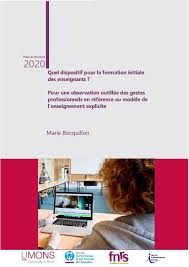 2020
Quel dispositif pour la formation initiale
des enseignants ?
Pour une observation outillée des gestes
professionnels en référence au modèle de
l'enseignement explicite
Marie Bocquillon
UMONS
fnrs